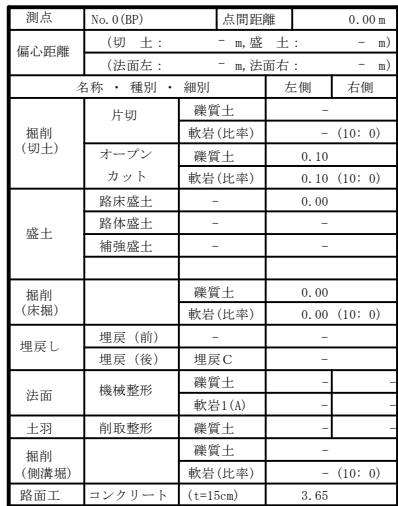 測点 No.0(BP) 点間距離 0.00m
偏心距離 (切 土: - m,盛 土: - m)
(法面左: - m,法面右: - m)
名称 ・ 種別 ・ 細別 左側 右側
掘削 (切土) 片切 礫質土 -
軟岩(比率) - (10: 0)
オープン カット 礫質土 0.10
軟岩(比率) 0.10 (10: 0)
盛土 路床盛土 - 0.00
路体盛土 - -
補強盛土 - -
掘削 (床掘) 礫質土 0.00
軟岩(比率) 0.00 (10: 0)
埋戻し 埋戻(前) - -
埋戻(後) 埋戻C -
法面 機械整形 礫質土 - -
軟岩1(A) - -
土羽 削取整形 礫質土 - -
掘削 (側溝堀) 礫質土 -
軟岩(比率) - (10: 0)
路面工 コンクリート (t=15cm) 3.65